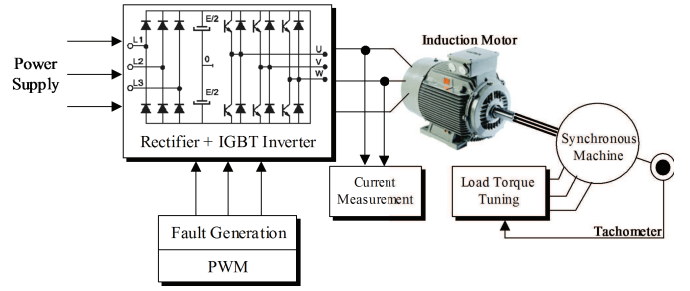 Power
Supply
L1
L2
L3
E/2
0
E/2
U
V
W
Rectifier + IGBT Inverter
Induction Motor
Synchronous
Machine
Current
Measurement
Load Torque
Tuning
Tachometer
Fault Generation
PWM